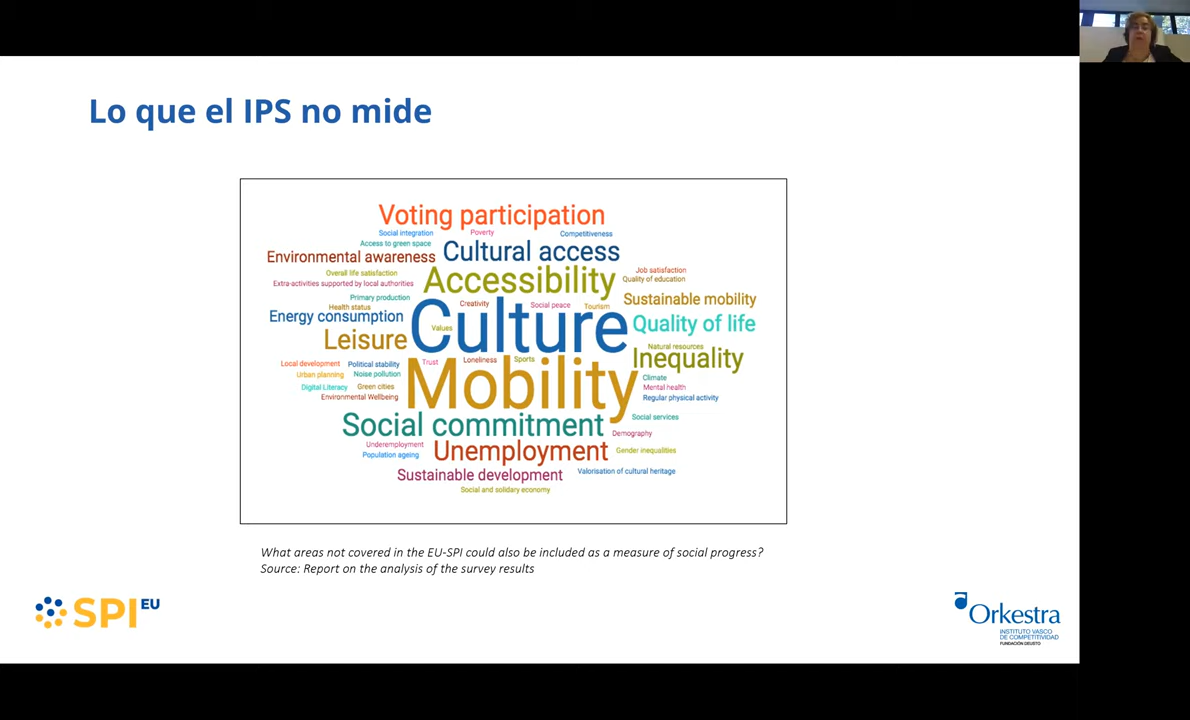 Lo que el IPS no mide
Voting participation
Social integration
Poverty
Competitiveness
Access to green space
Cultural access
Environmental awareness
Accessibility
Overall life satisfaction
Job satisfaction
Quality of education
Extra-activities supported by local authorities
Primary production
Creativity
Social peace
Tourism
Sustainable mobility
Health status
Energy consumption
Culture
Values
Quality of life
Leisure
Natural resources
Inequality
Local development
Political stability
Trust
Loneliness
Sports
Urban planning
Noise pollution
Mobility
Climate
Digital Literacy
Green cities
Mental health
Environmental Wellbeing
Regular physical activity
Social commitment
Social services
Demography
Underemployment
Unemployment
Gender inequalities
Population ageing
Sustainable development
Valorisation of cultural heritage
Social and solidary economy
What areas not covered in the EU-SPI could also be included as a measure of social progress?
Source: Report on the analysis of the survey results
SPI EU
Orkestra
INSTITUTO VASCO
DE COMPETITIVIDAD
FUNDACIÓN DEUSTO